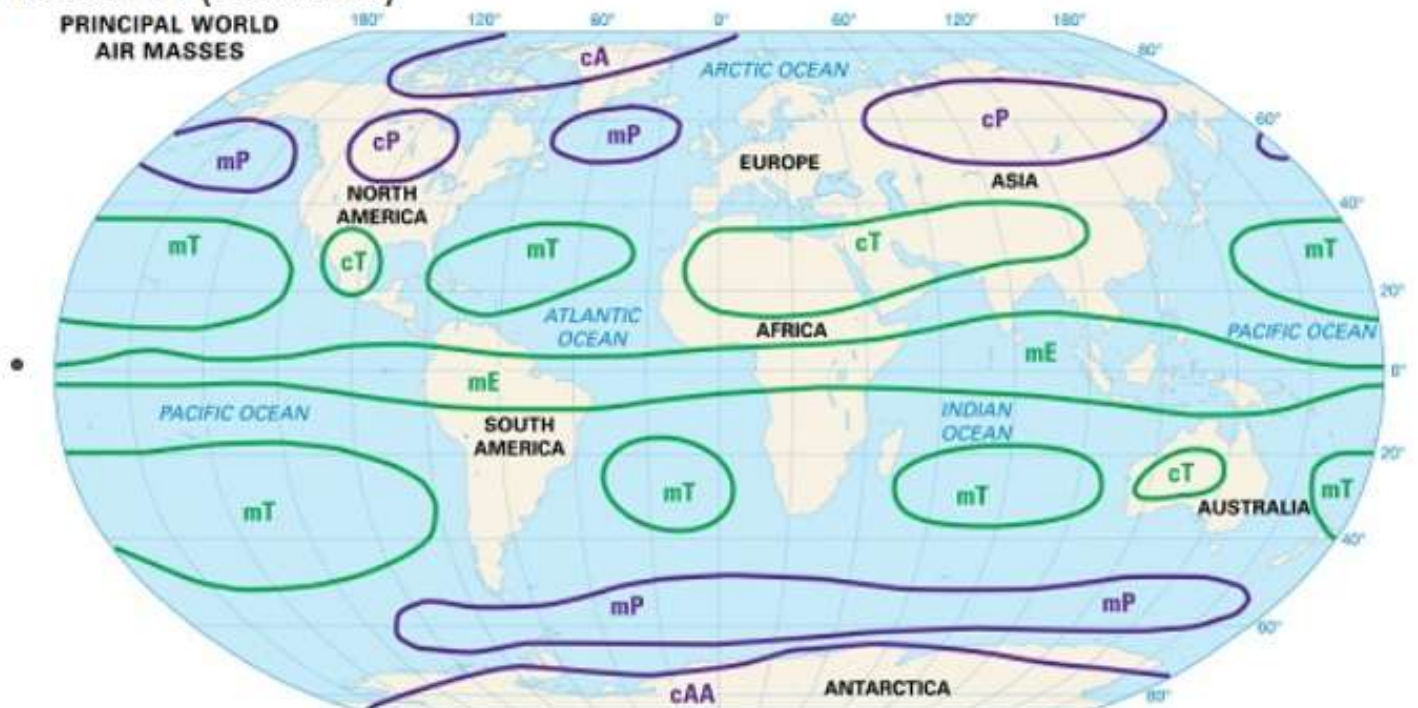 PRINCIPAL WORLD
AIR MASSES
180° 120° 60° 0° 60° 120° 180°
80°
cA
ARCTIC OCEAN
cP
mP
cP
60°
mP
EUROPE
ASIA
NORTH
AMERICA
40°
mT
cT
mT
cT
mT
20°
ATLANTIC
OCEAN
AFRICA
PACIFIC OCEAN
mE
0°
mE
PACIFIC OCEAN
INDIAN
OCEAN
SOUTH
AMERICA
20°
cT
mT
mT
mT
mT
AUSTRALIA
40°
mP
mP
60°
cAA
ANTARCTICA
80°